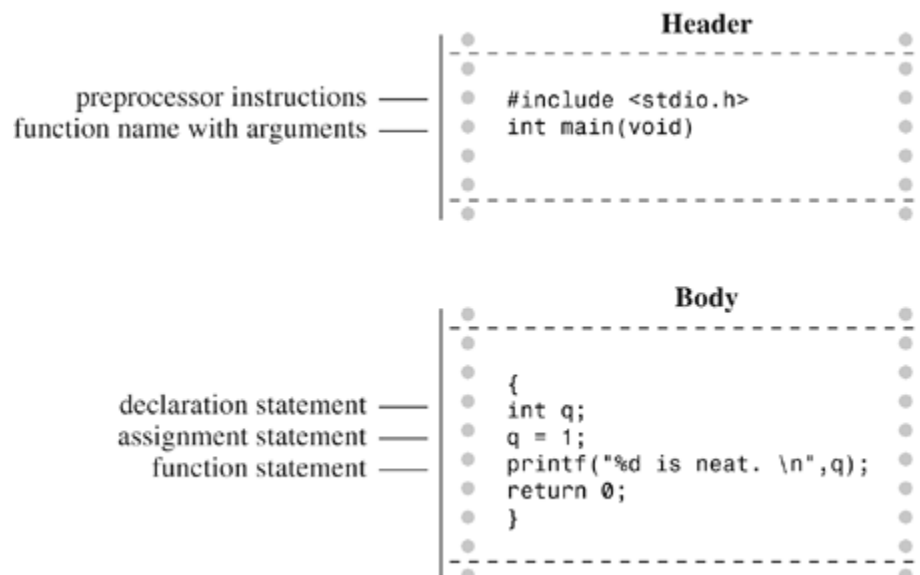 Header
preprocessor instructions
function name with arguments
#include <stdio.h>
int main(void)
Body
declaration statement
assignment statement
function statement
{
int q;
q = 1;
printf("%d is neat. \n",q);
return 0;
}